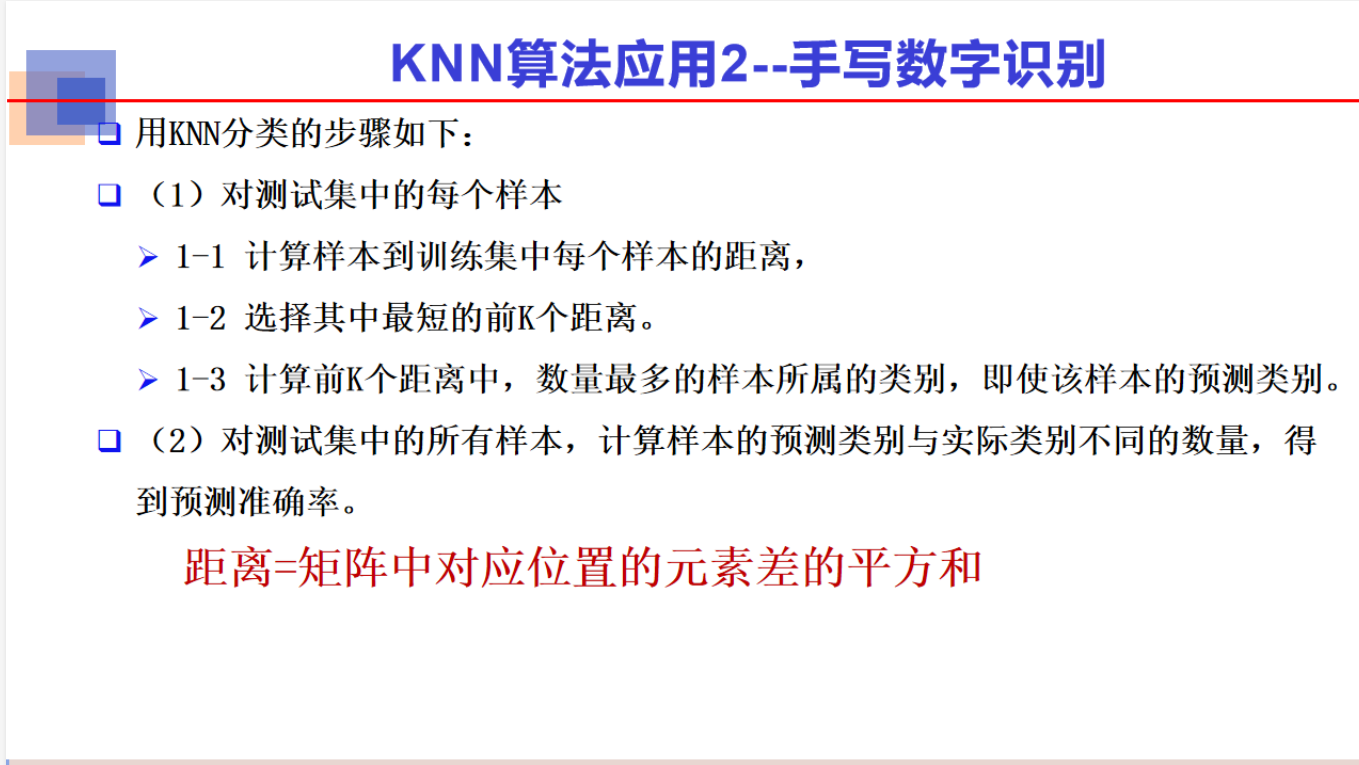 KNN算法应用2--手写数字识别
用KNN分类的步骤如下：
（1）对测试集中的每个样本
1-1 计算样本到训练集中每个样本的距离，
1-2 选择其中最短的前K个距离。
1-3 计算前K个距离中，数量最多的样本所属的类别，即使该样本的预测类别。
（2）对测试集中的所有样本，计算样本的预测类别与实际类别不同的数量，得
到预测准确率。
距离=矩阵中对应位置的元素差的平方和